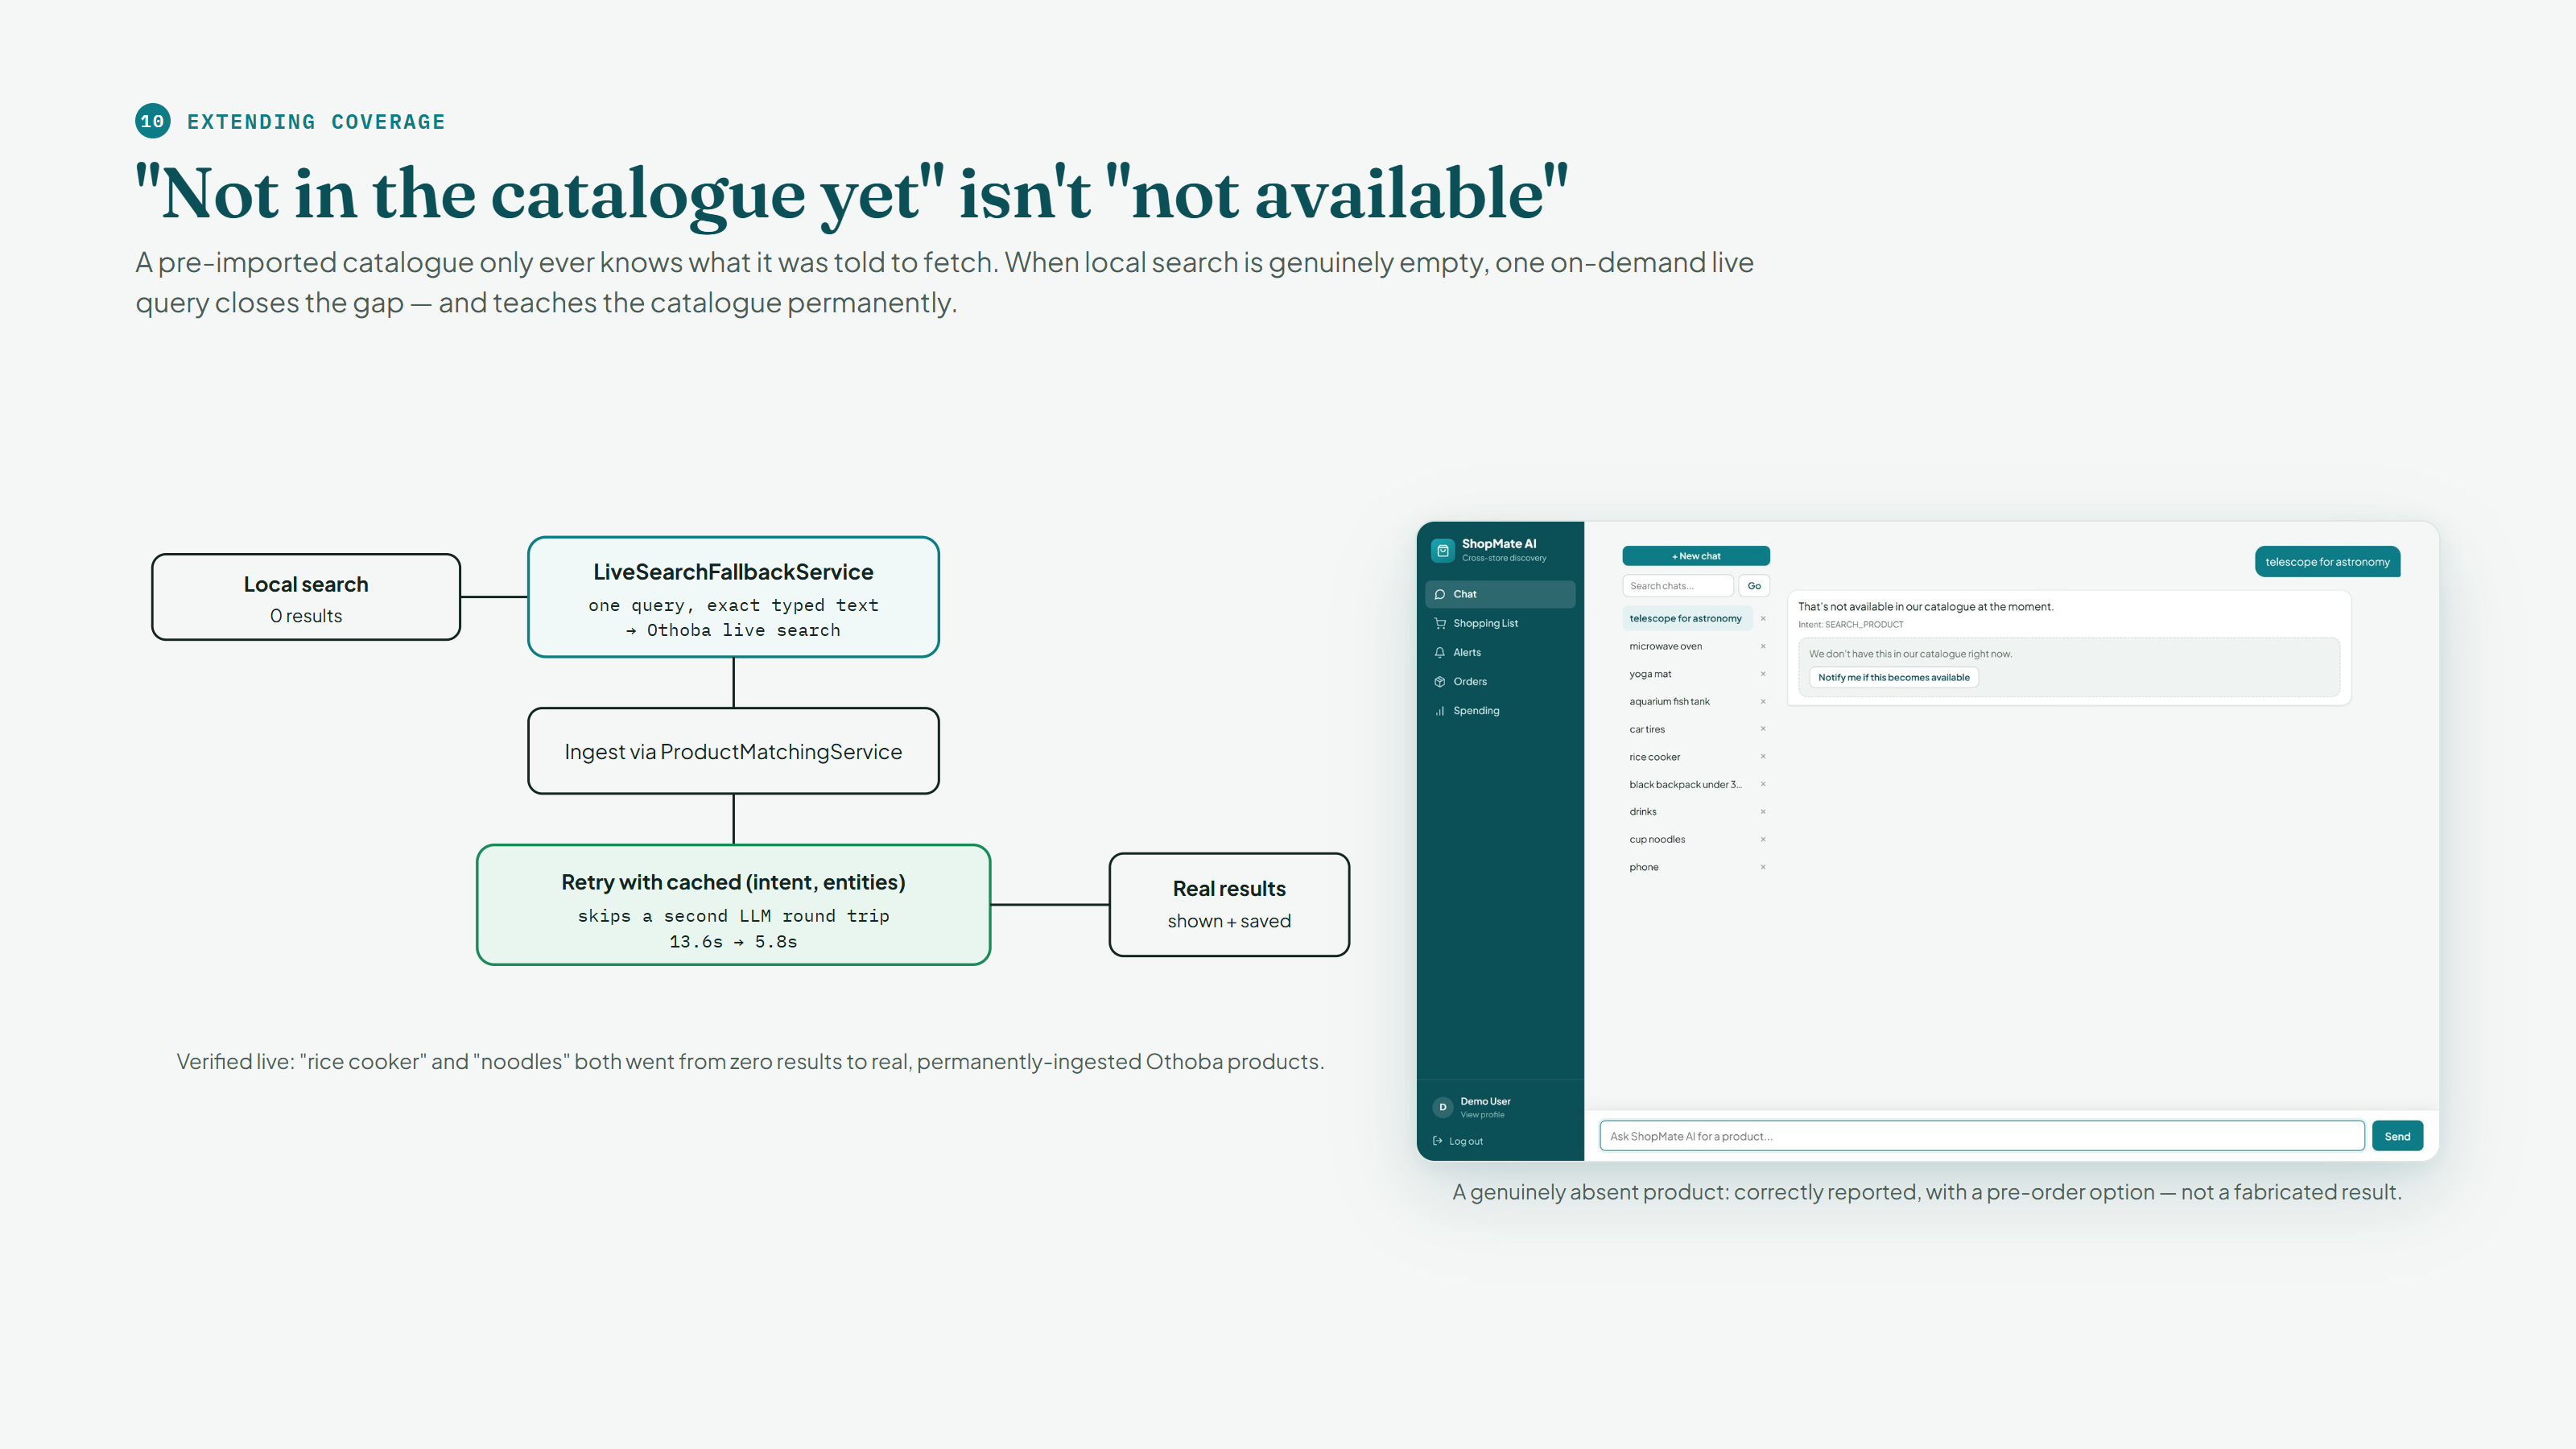 10 EXTENDING COVERAGE
"Not in the catalogue yet" isn't "not available"
A pre-imported catalogue only ever knows what it was told to fetch. When local search is genuinely empty, one on-demand live
query closes the gap — and teaches the catalogue permanently.
Local search
0 results
LiveSearchFallbackService
one query, exact typed text
→ Othoba live search
Ingest via ProductMatchingService
Retry with cached (intent, entities)
skips a second LLM round trip
13.6s → 5.8s
Real results
shown + saved
Verified live: "rice cooker" and "noodles" both went from zero results to real, permanently-ingested Othoba products.
ShopMate AI
Cross-store discovery
Chat
Shopping List
Alerts
Orders
Spending
D
Demo User
View profile
Log out
+ New chat
Search chats...
Go
telescope for astronomy ×
microwave oven ×
yoga mat ×
aquarium fish tank ×
car tires ×
rice cooker ×
black backpack under 3... ×
drinks ×
cup noodles ×
phone ×
telescope for astronomy
That's not available in our catalogue at the moment.
Intent: SEARCH_PRODUCT
We don't have this in our catalogue right now.
Notify me if this becomes available
Ask ShopMate AI for a product...
Send
A genuinely absent product: correctly reported, with a pre-order option — not a fabricated result.